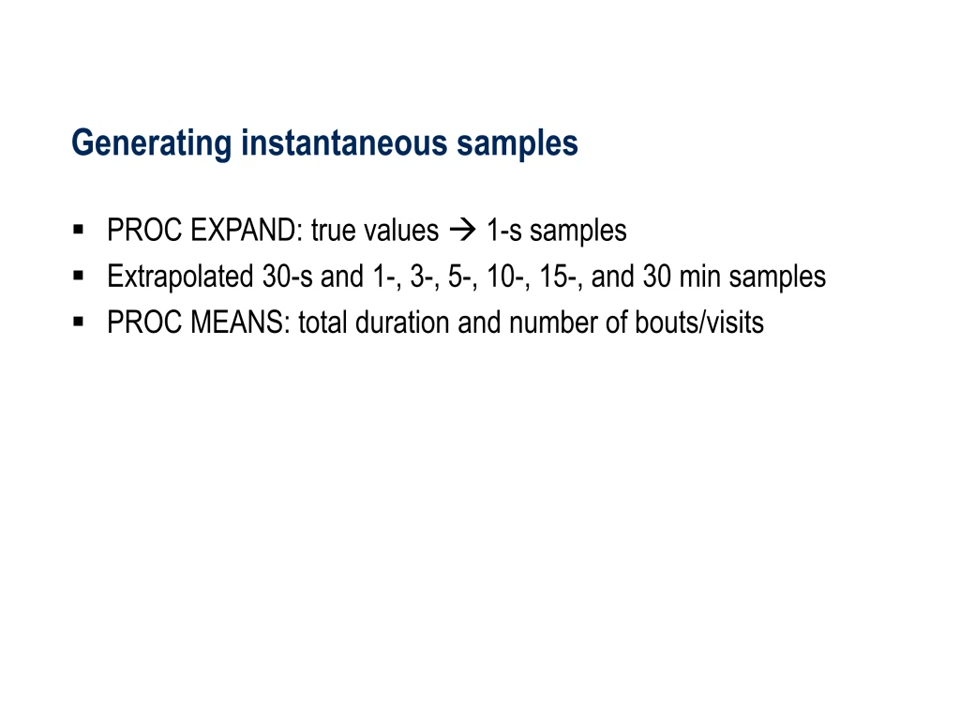 Generating instantaneous samples
▪ PROC EXPAND: true values → 1-s samples
▪ Extrapolated 30-s and 1-, 3-, 5-, 10-, 15-, and 30 min samples
▪ PROC MEANS: total duration and number of bouts/visits